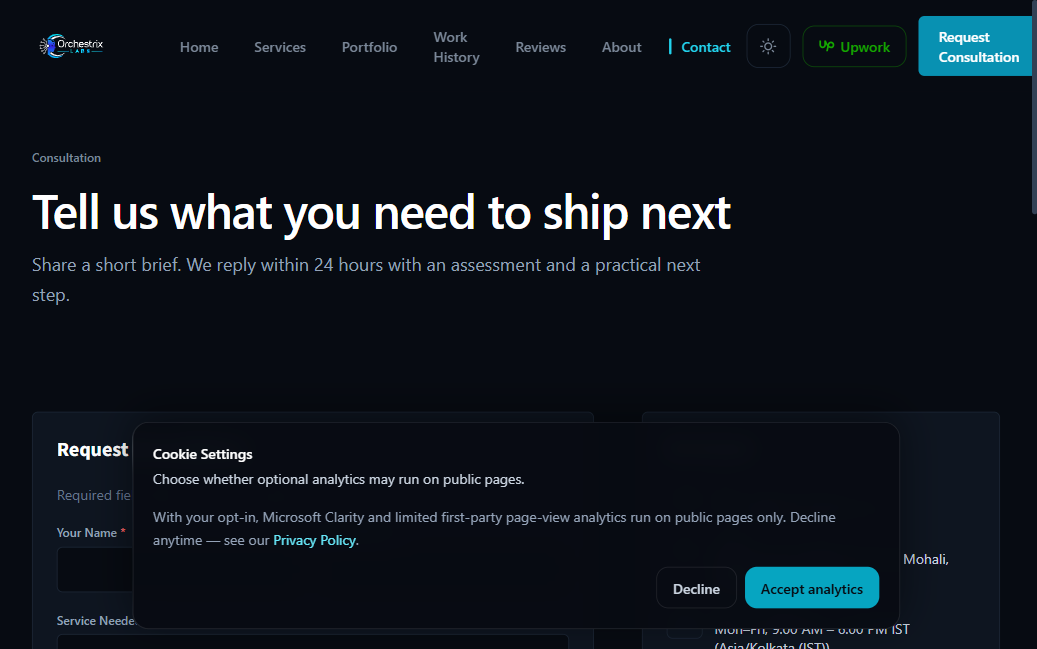 Orchestrix
LABS
Home
Services
Portfolio
Work
History
Reviews
About
Contact
Upwork
Request
Consultation
Consultation
Tell us what you need to ship next
Share a short brief. We reply within 24 hours with an assessment and a practical next
step.
Request
Required fie
Your Name *
Service Neede
Cookie Settings
Choose whether optional analytics may run on public pages.
With your opt-in, Microsoft Clarity and limited first-party page-view analytics run on public pages only. Decline
anytime — see our Privacy Policy.
Decline
Accept analytics
Mohali,
Mon–Fri, 9:00 AM – 6:00 PM IST
(Asia/Kolkata (IST))